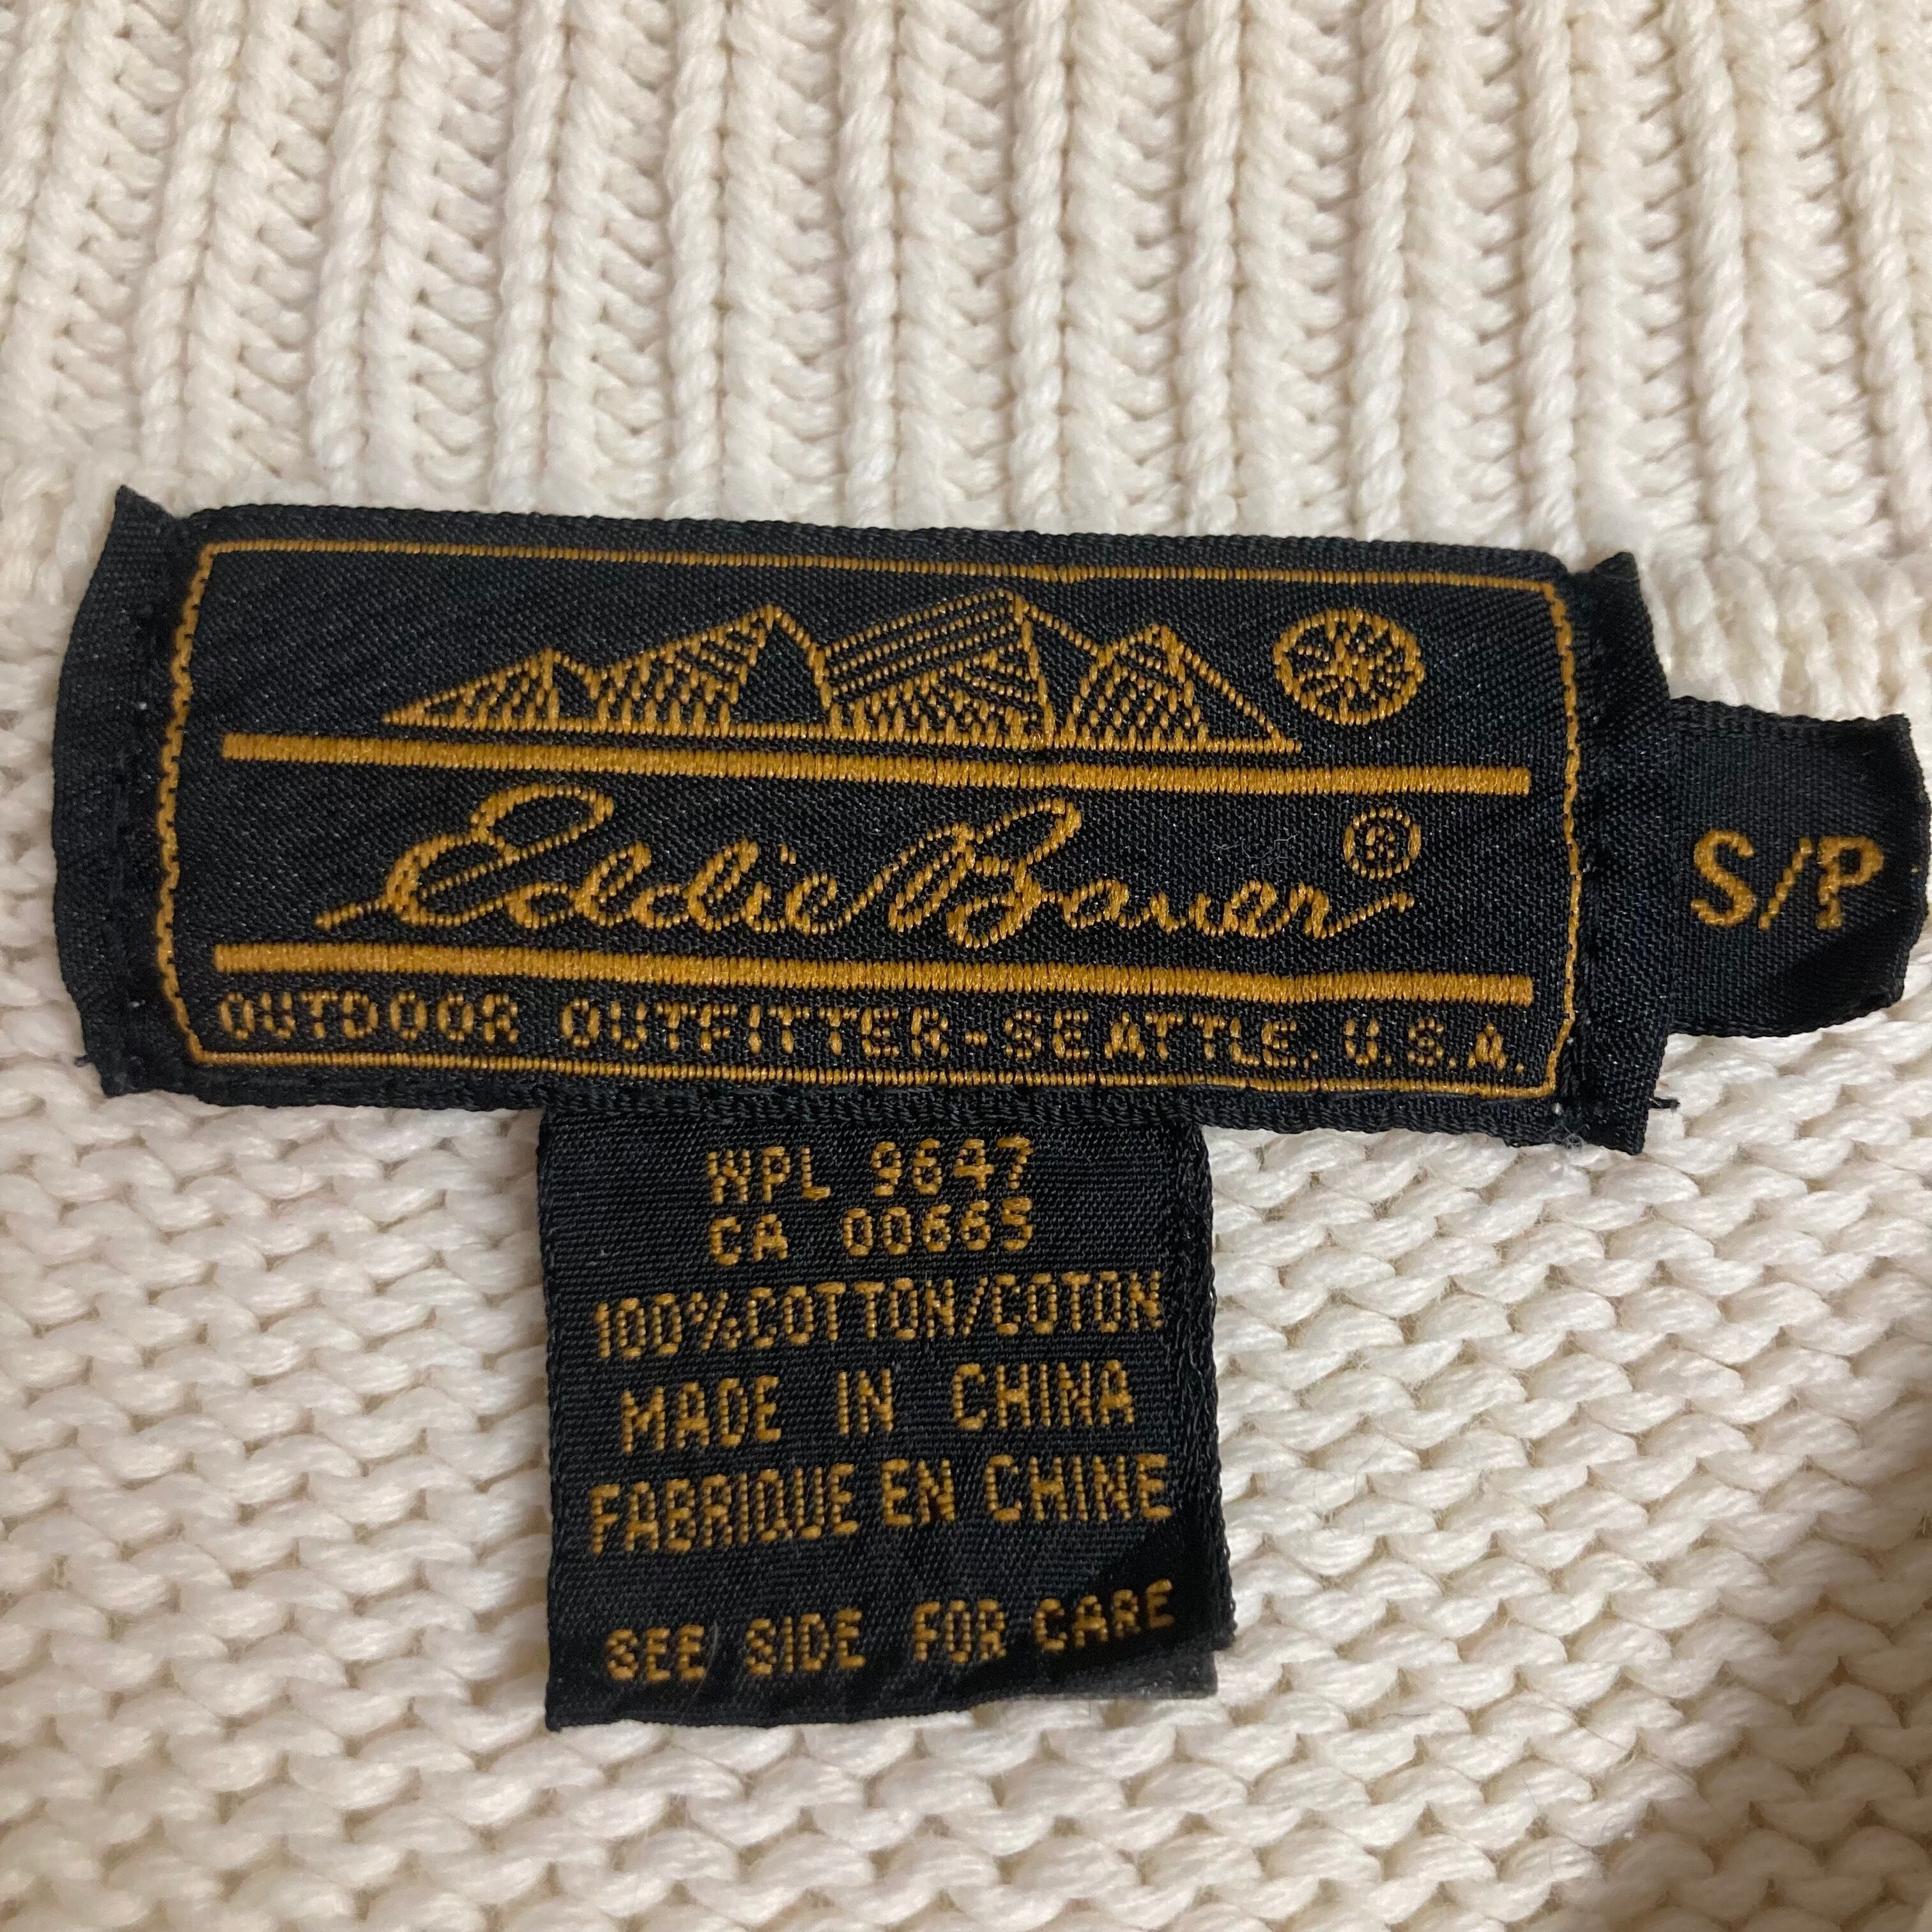 Eddie Bauer®
OUTDOOR OUTFITTER-SEATTLE, U.S.A.
S/P
WPL 9647
CA 00665
100%COTTON/COTON
MADE IN CHINA
FABRIQUE EN CHINE
SEE SIDE FOR CARE